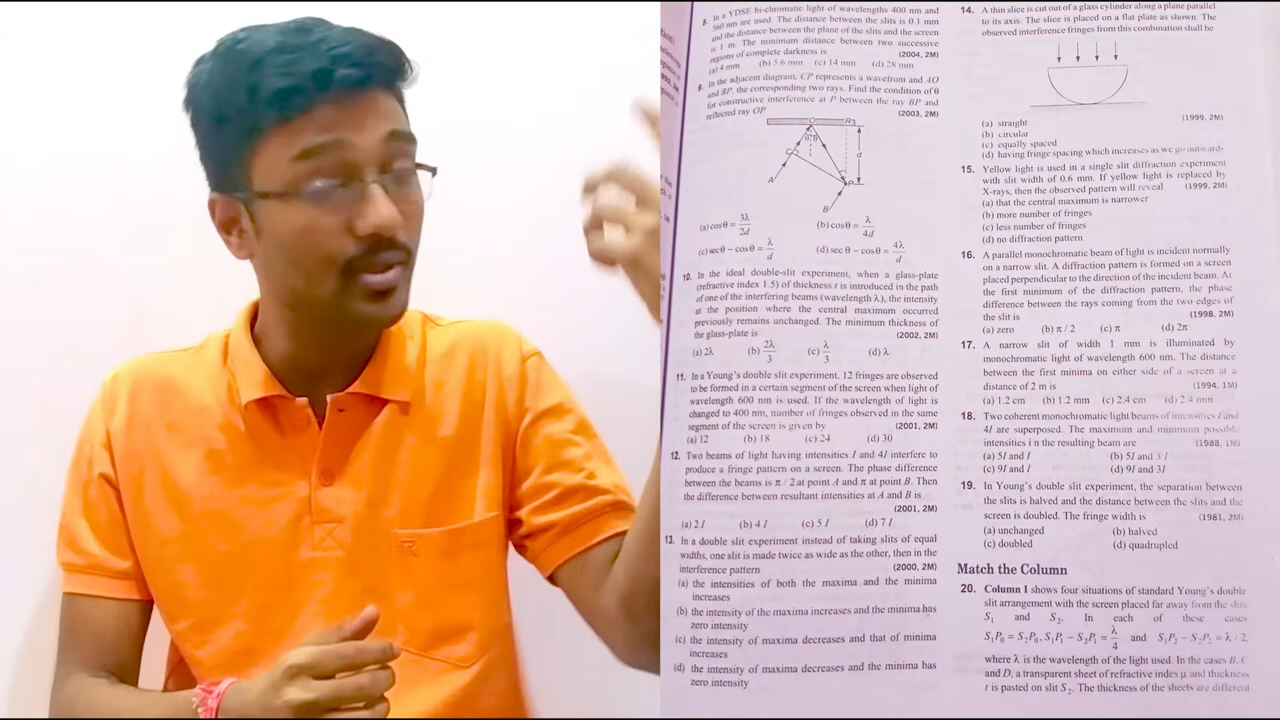 8. In a YDSE bi-chromatic light of wavelengths 400 nm and
560 nm are used. The distance between the slits is 0.1 mm
and the distance between the plane of the slits and the screen
is 1 m. The minimum distance between two successive
regions of complete darkness is (2004, 2M)
(a) 4 mm (b) 5.6 mm (c) 14 mm (d) 28 mm
9. In the adjacent diagram, CP represents a wavefront and AO
and BP, the corresponding two rays. Find the condition of θ
for constructive interference at P between the ray BP and
reflected ray OP (2003, 2M)
O R
θ θ
C
d
A P
B
(a) cosθ = 3λ/2d (b) cosθ = λ/4d
(c) secθ − cosθ = λ/d (d) sec θ − cosθ = 4λ/d
10. In the ideal double-slit experiment, when a glass-plate
(refractive index 1.5) of thickness t is introduced in the path
of one of the interfering beams (wavelength λ), the intensity
at the position where the central maximum occurred
previously remains unchanged. The minimum thickness of
the glass-plate is (2002, 2M)
(a) 2λ (b) 2λ/3 (c) λ/3 (d) λ
11. In a Young's double slit experiment, 12 fringes are observed
to be formed in a certain segment of the screen when light of
wavelength 600 nm is used. If the wavelength of light is
changed to 400 nm, number of fringes observed in the same
segment of the screen is given by (2001, 2M)
(a) 12 (b) 18 (c) 24 (d) 30
12. Two beams of light having intensities I and 4I interfere to
produce a fringe pattern on a screen. The phase difference
between the beams is π / 2 at point A and π at point B. Then
the difference between resultant intensities at A and B is
(2001, 2M)
(a) 2 I (b) 4 I (c) 5 I (d) 7 I
13. In a double slit experiment instead of taking slits of equal
widths, one slit is made twice as wide as the other, then in the
interference pattern (2000, 2M)
(a) the intensities of both the maxima and the minima
increases
(b) the intensity of the maxima increases and the minima has
zero intensity
(c) the intensity of maxima decreases and that of minima
increases
(d) the intensity of maxima decreases and the minima has
zero intensity
14. A thin slice is cut out of a glass cylinder along a plane parallel
to its axis. The slice is placed on a flat plate as shown. The
observed interference fringes from this combination shall be
(1999, 2M)
(a) straight
(b) circular
(c) equally spaced
(d) having fringe spacing which increases as we go outward-
15. Yellow light is used in a single slit diffraction experiment
with slit width of 0.6 mm. If yellow light is replaced by
X-rays, then the observed pattern will reveal (1999, 2M)
(a) that the central maximum is narrower
(b) more number of fringes
(c) less number of fringes
(d) no diffraction pattern
16. A parallel monochromatic beam of light is incident normally
on a narrow slit. A diffraction pattern is formed on a screen
placed perpendicular to the direction of the incident beam. At
the first minimum of the diffraction pattern, the phase
difference between the rays coming from the two edges of
the slit is (1998, 2M)
(a) zero (b) π / 2 (c) π (d) 2π
17. A narrow slit of width 1 mm is illuminated by
monochromatic light of wavelength 600 nm. The distance
between the first minima on either side of a screen at a
distance of 2 m is (1994, 1M)
(a) 1.2 cm (b) 1.2 mm (c) 2.4 cm (d) 2.4 mm
18. Two coherent monochromatic light beams of intensities I and
4I are superposed. The maximum and minimum possible
intensities i n the resulting beam are (1988, 1M)
(a) 5I and I (b) 5I and 3 I
(c) 9I and I (d) 9I and 3I
19. In Young's double slit experiment, the separation between
the slits is halved and the distance between the slits and the
screen is doubled. The fringe width is (1981, 2M)
(a) unchanged (b) halved
(c) doubled (d) quadrupled
Match the Column
20. Column I shows four situations of standard Young's double
slit arrangement with the screen placed far away from the slits
S₁ and S₂. In each of these cases
S₁P₀ = S₂P₀, S₁P₁ − S₂P₁ = λ/4 and S₁P₂ − S₂P₂ = λ / 2,
where λ is the wavelength of the light used. In the cases B, C
and D, a transparent sheet of refractive index μ and thickness
t is pasted on slit S₂. The thickness of the sheets are different